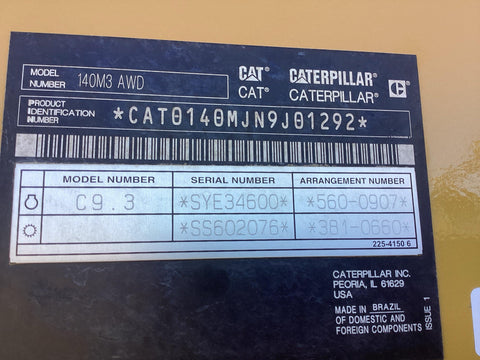 MODEL NUMBER 140M3 AWD CAT CATERPILLAR C
CAT® CATERPILLAR®
PRODUCT IDENTIFICATION NUMBER *CAT0140MJN9J01292*
MODEL NUMBER SERIAL NUMBER ARRANGEMENT NUMBER
C9.3 *SYE34600* *560-0907*
*SS602076* *381-0660*
225-4150 6
CATERPILLAR INC.
PEORIA, IL 61629
USA
MADE IN BRAZIL
OF DOMESTIC AND
FOREIGN COMPONENTS
ISSUE 1